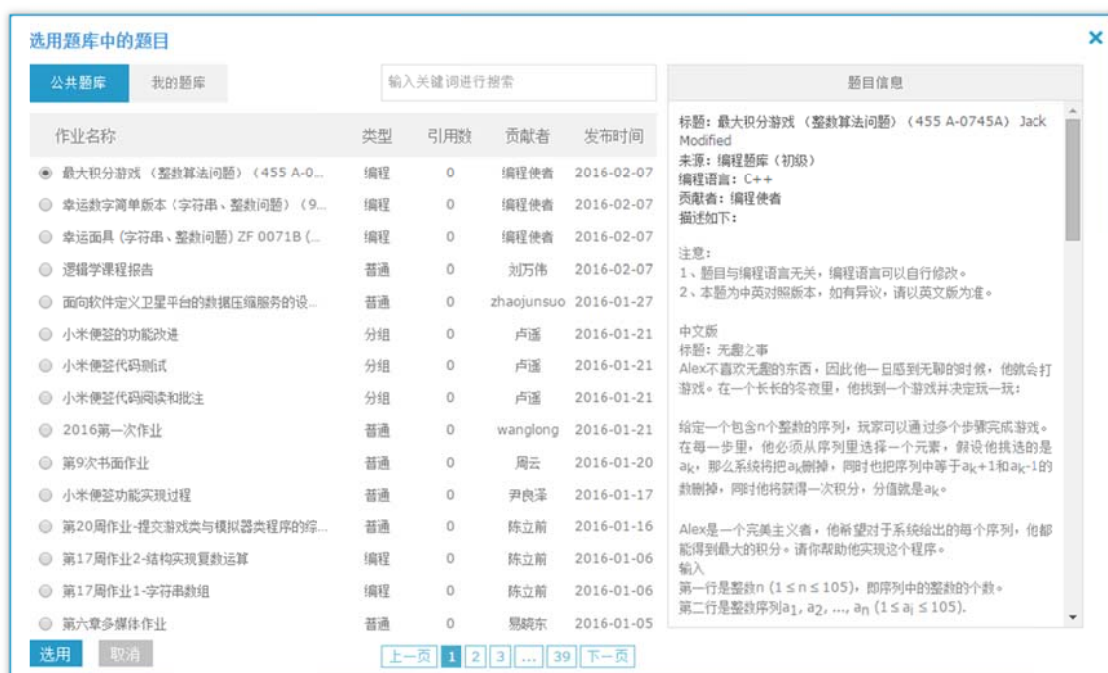 选用题库中的题目
×
公共题库 我的题库 输入关键词进行搜索
作业名称 类型 引用数 贡献者 发布时间
最大积分游戏 (整数算法问题) (455 A-0... 编程 0 编程使者 2016-02-07
幸运数字简单版本 (字符串、整数问题) (9... 编程 0 编程使者 2016-02-07
幸运面具 (字符串、整数问题) ZF 0071B (... 编程 0 编程使者 2016-02-07
逻辑学课程报告 普通 0 刘万伟 2016-02-07
面向软件定义卫星平台的数据压缩服务的设... 普通 0 zhaojunsuo 2016-01-27
小米便签的功能改进 分组 0 卢遥 2016-01-21
小米便签代码测试 分组 0 卢遥 2016-01-21
小米便签代码阅读和批注 分组 0 卢遥 2016-01-21
2016第一次作业 普通 0 wanglong 2016-01-21
第9次书面作业 普通 0 周云 2016-01-20
小米便签功能实现过程 普通 0 尹良泽 2016-01-17
第20周作业-提交游戏类与模拟器类程序的综... 普通 0 陈立前 2016-01-16
第17周作业2-结构实现复数运算 编程 0 陈立前 2016-01-06
第17周作业1-字符串数组 编程 0 陈立前 2016-01-06
第六章多媒体作业 普通 0 易晓东 2016-01-05
选用 取消 上一页 1 2 3 ... 39 下一页
题目信息
标题: 最大积分游戏 (整数算法问题) (455 A-0745A) Jack
Modified
来源: 编程题库 (初级)
编程语言: C++
贡献者: 编程使者
描述如下:
注意:
1、题目与编程语言无关, 编程语言可以自行修改。
2、本题为中英对照版本, 如有异议, 请以英文版为准。
中文版
标题: 无趣之事
Alex不喜欢无趣的东西, 因此他一旦感到无聊的时候, 他就会打
游戏。在一个长长的冬夜里, 他找到一个游戏并决定玩一玩:
给定一个包含n个整数的序列, 玩家可以通过多个步骤完成游戏。
在每一步里, 他必须从序列里选择一个元素, 假设他挑选的是
ak, 那么系统将把ak删掉, 同时也把序列中等于ak+1和ak-1的
数删掉, 同时他将获得一次积分, 分值就是ak。
Alex是一个完美主义者, 他希望对于系统给出的每个序列, 他都
能得到最大的积分。请你帮助他实现这个程序。
输入
第一行是整数n (1 ≤ n ≤ 105), 即序列中的整数的个数。
第二行是整数序列a1, a2, ..., an (1 ≤ ai ≤ 105).